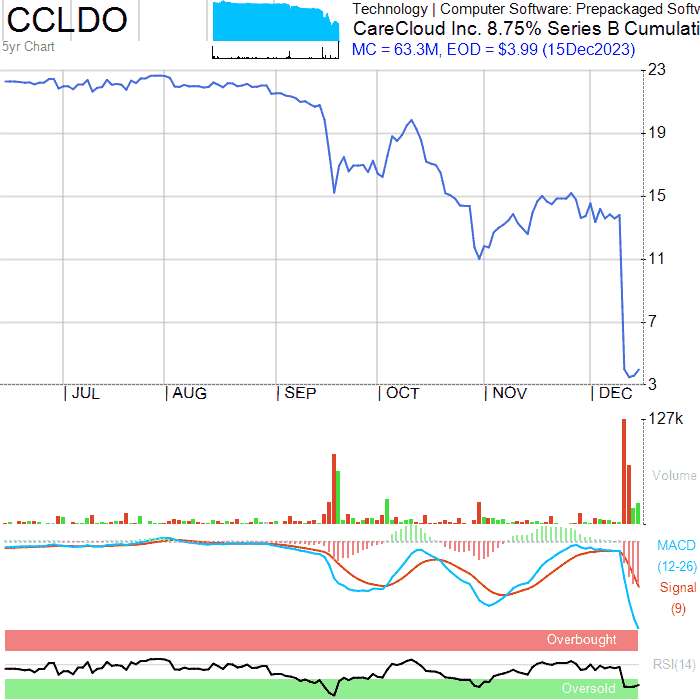 CCLDO
5yr Chart
Technology | Computer Software: Prepackaged Softw
CareCloud Inc. 8.75% Series B Cumulati
MC = 63.3M, EOD = $3.99 (15Dec2023)
23
19
15
11
7
3
JUL AUG SEP OCT NOV DEC
127k
Volume
MACD
(12-26)
Signal
(9)
Overbought
RSI(14)
Oversold